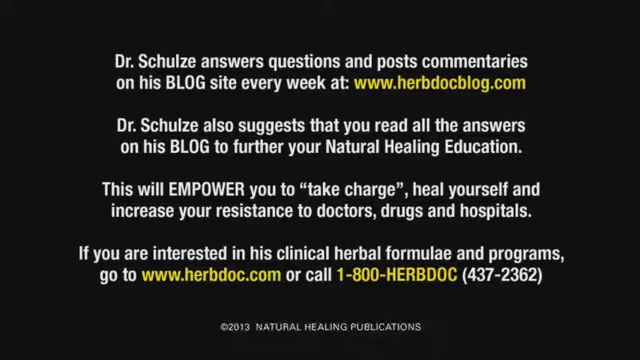 Dr. Schulze answers questions and posts commentaries
on his BLOG site every week at: www.herbdocblog.com
Dr. Schulze also suggests that you read all the answers
on his BLOG to further your Natural Healing Education.
This will EMPOWER you to “take charge”, heal yourself and
increase your resistance to doctors, drugs and hospitals.
If you are interested in his clinical herbal formulae and programs,
go to www.herbdoc.com or call 1-800-HERBDOC (437-2362)
©2013 NATURAL HEALING PUBLICATIONS